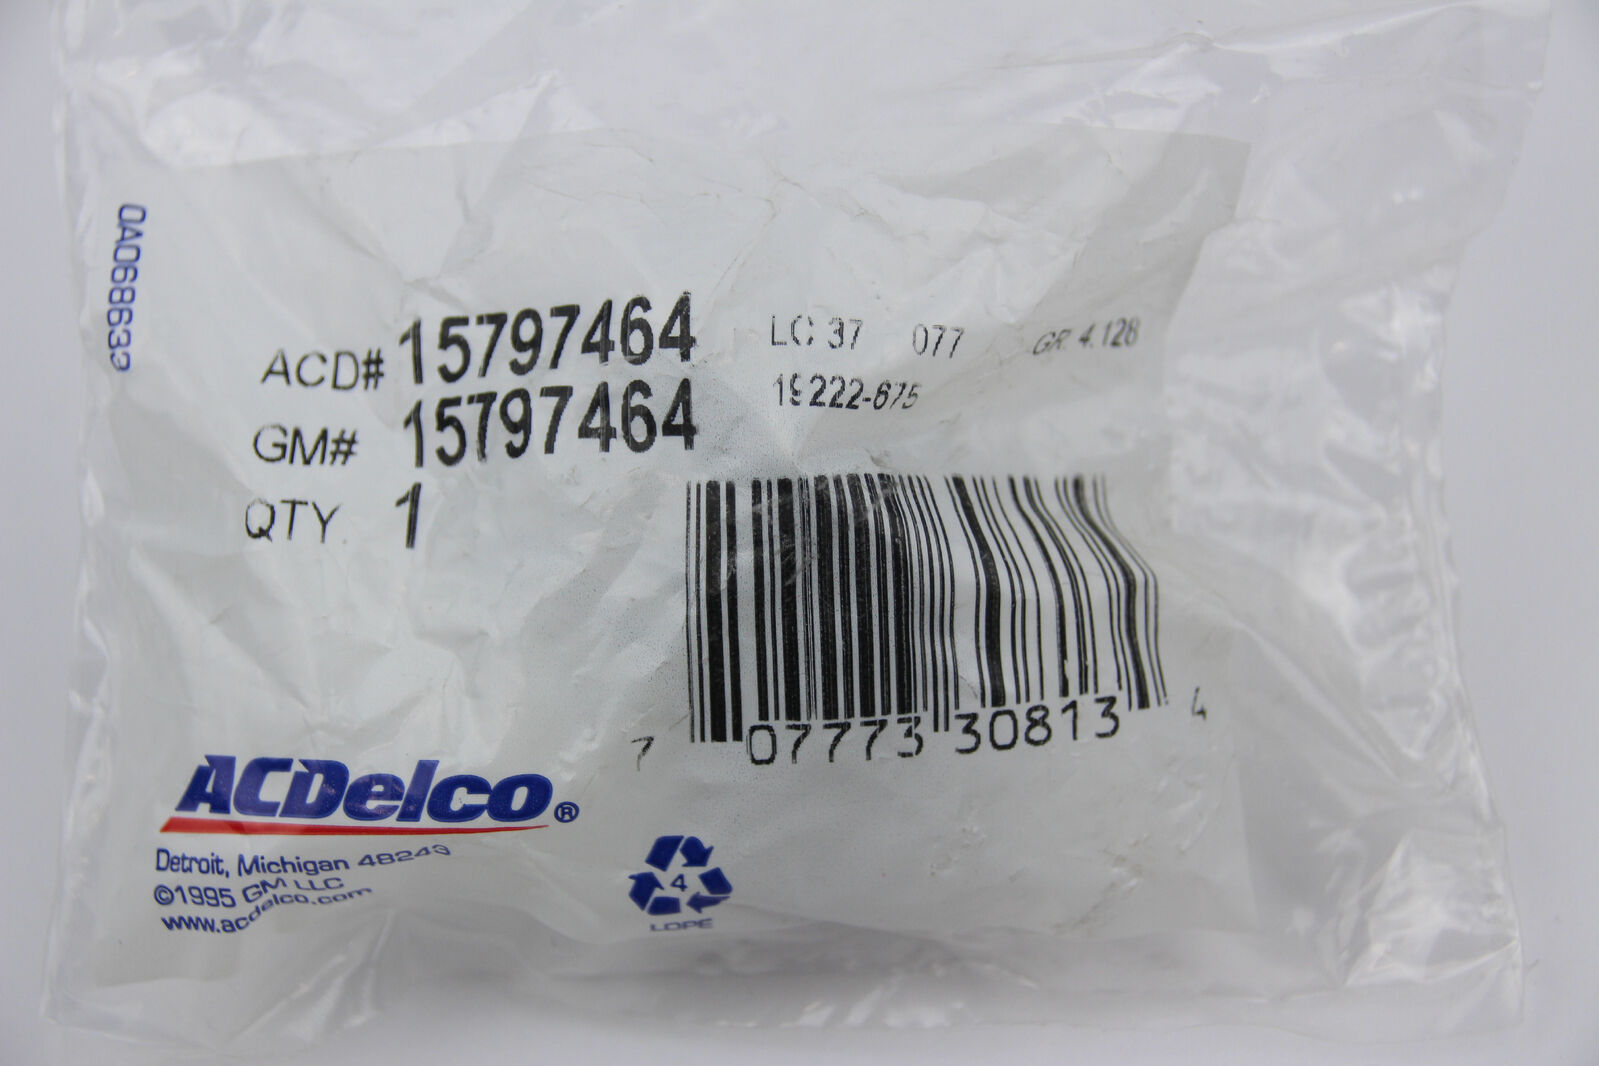 0A068633
ACD# 15797464
GM# 15797464
QTY. 1
LC 37 077 GR. 4.128
19222-675
7 07773 30813 4
ACDelco®
Detroit, Michigan 48243
©1995 GM LLC
www.acdelco.com
4
LDPE